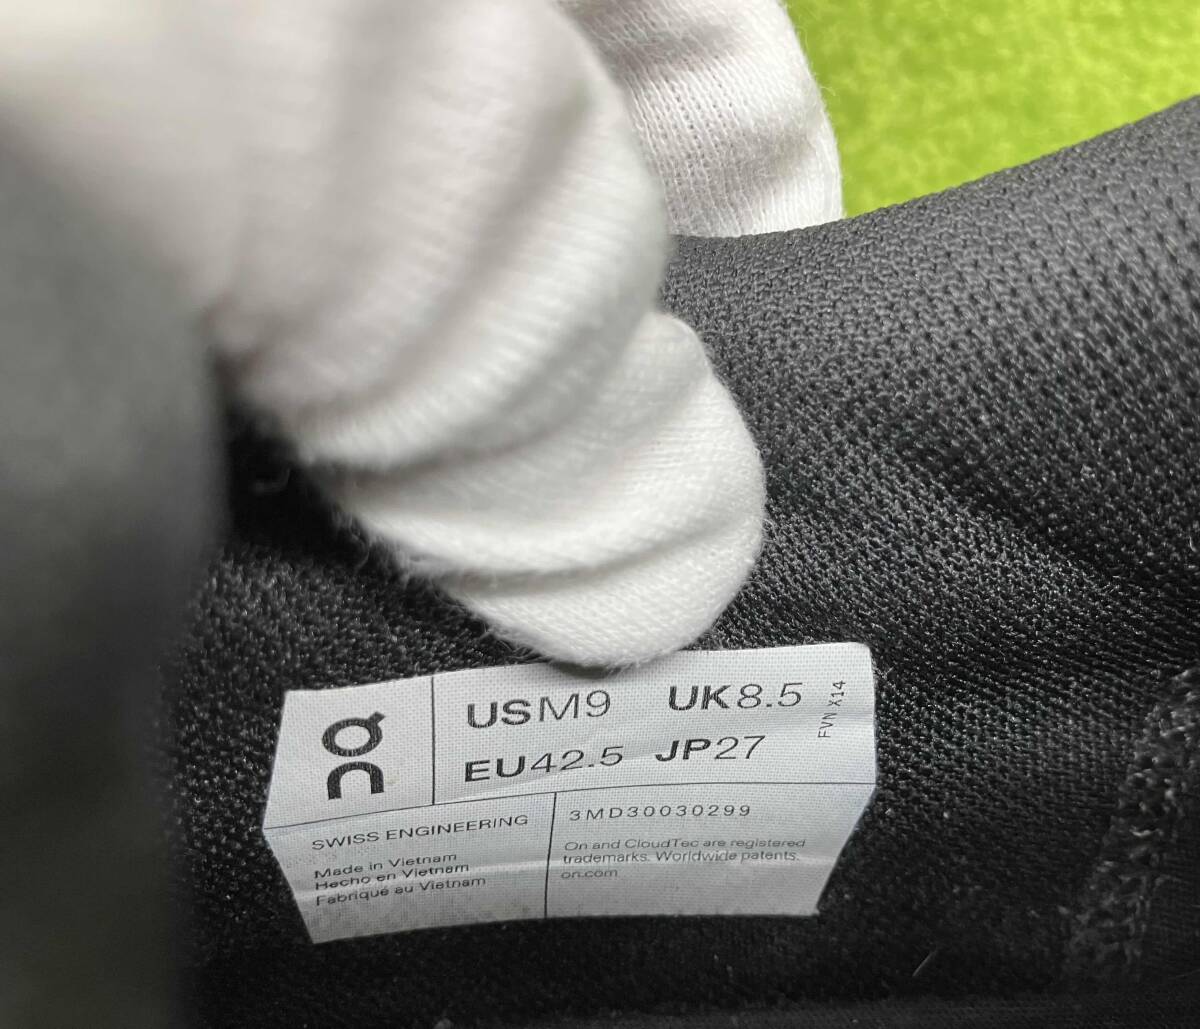 On
USM9 UK8.5
EU42.5 JP27
FVN X14
SWISS ENGINEERING
Made in Vietnam
Hecho en Vietnam
Fabriqué au Vietnam
3MD30030299
On and CloudTec are registered
trademarks. Worldwide patents.
on.com